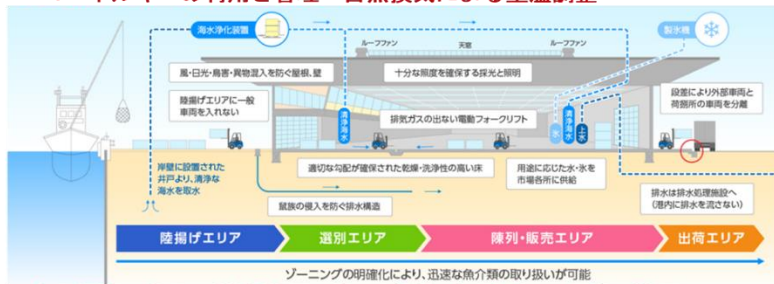 海水浄化装置
製氷機
ルーフファン
天窓
ルーフファン
風・日光・鳥害・異物混入を防ぐ屋根、壁
十分な照度を確保する採光と照明
陸揚げエリアに一般
車両を入れない
清浄海水
排気ガスの出ない電動フォークリフト
氷
清浄海水
上水
段差により外部車両と
荷捌所の車両を分離
岸壁に設置された
井戸より、清浄な
海水を取水
適切な勾配が確保された乾燥・洗浄性の高い床
用途に応じた水・氷を
市場各所に供給
鼠族の侵入を防ぐ排水構造
排水は排水処理施設へ
(港内に排水を流さない)
陸揚げエリア
選別エリア
陳列・販売エリア
出荷エリア
ゾーニングの明確化により、迅速な魚介類の取り扱いが可能